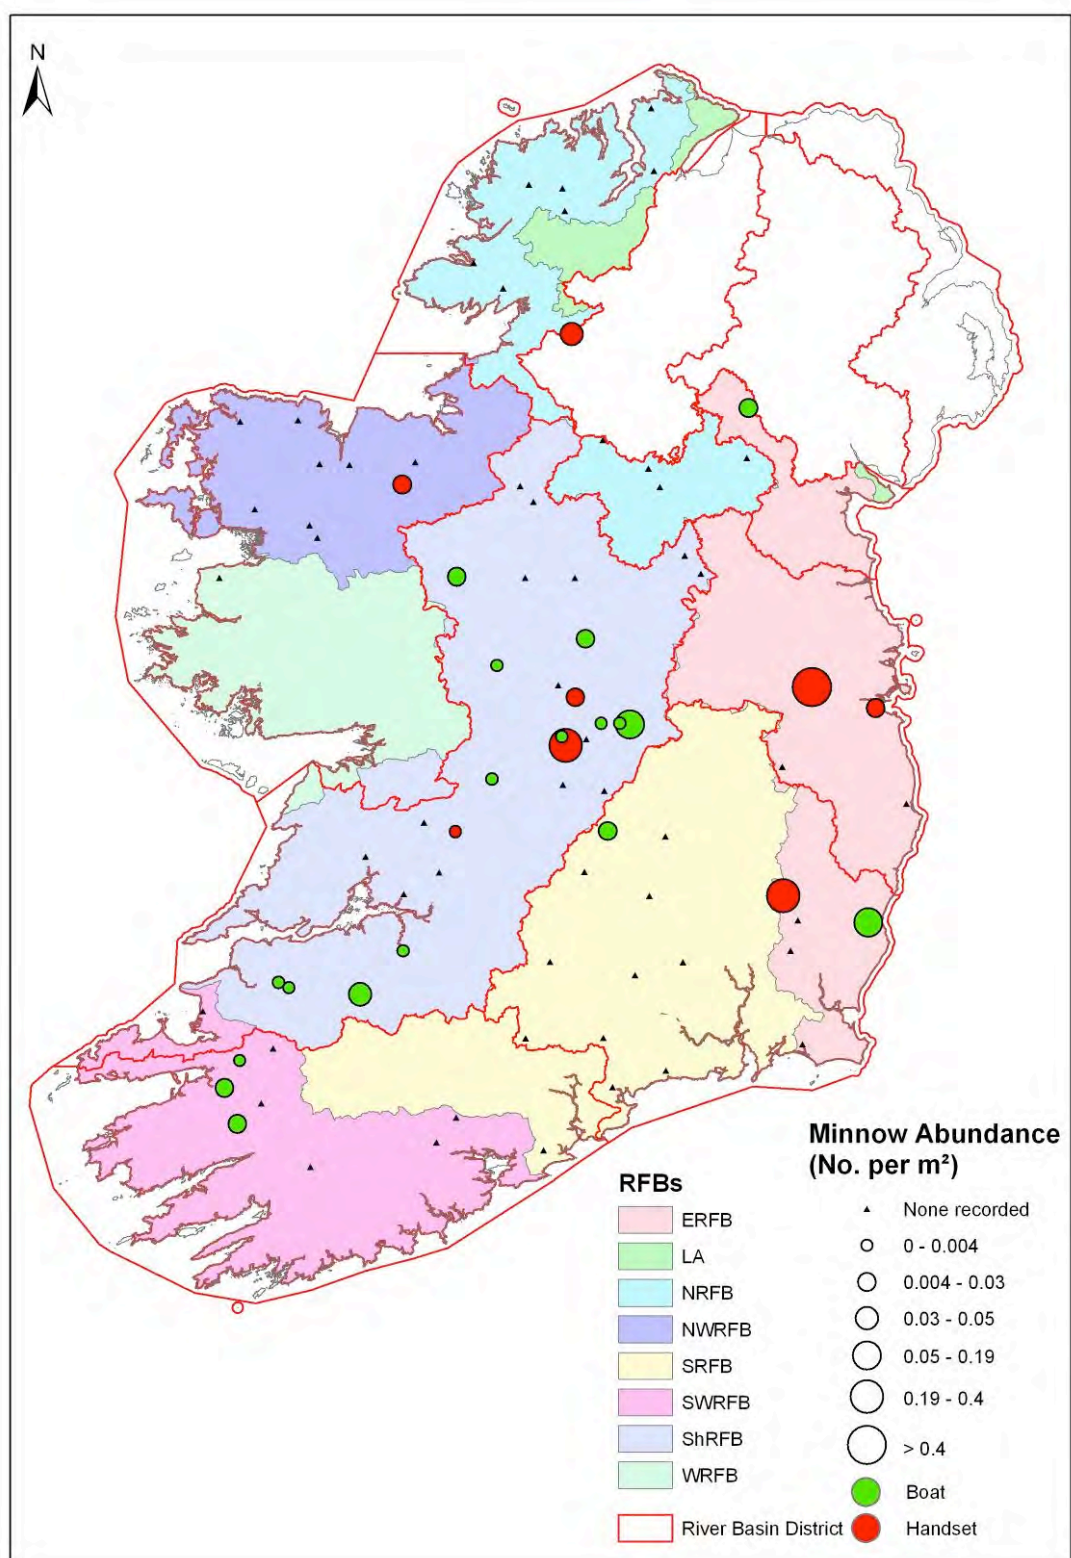 N
Minnow Abundance
(No. per m²)
RFBs
ERFB
LA
NRFB
NWRFB
SRFB
SWRFB
ShRFB
WRFB
River Basin District
None recorded
0 - 0.004
0.004 - 0.03
0.03 - 0.05
0.05 - 0.19
0.19 - 0.4
> 0.4
Boat
Handset